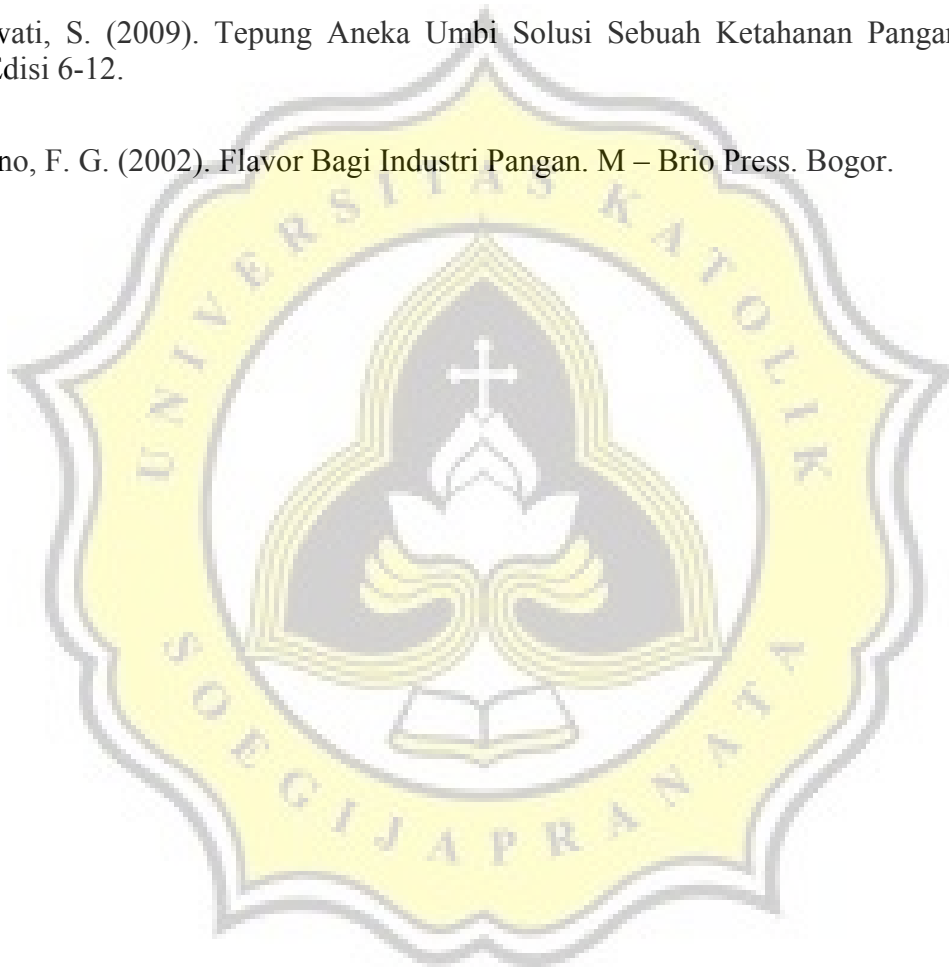 vati, S. (2009). Tepung Aneka Umbi Solusi Sebuah Ketahanan Pangan
Edisi 6-12.
no, F. G. (2002). Flavor Bagi Industri Pangan. M – Brio Press. Bogor.
UNIVERSITAS KATOLIK
SOEGIJAPRANATA